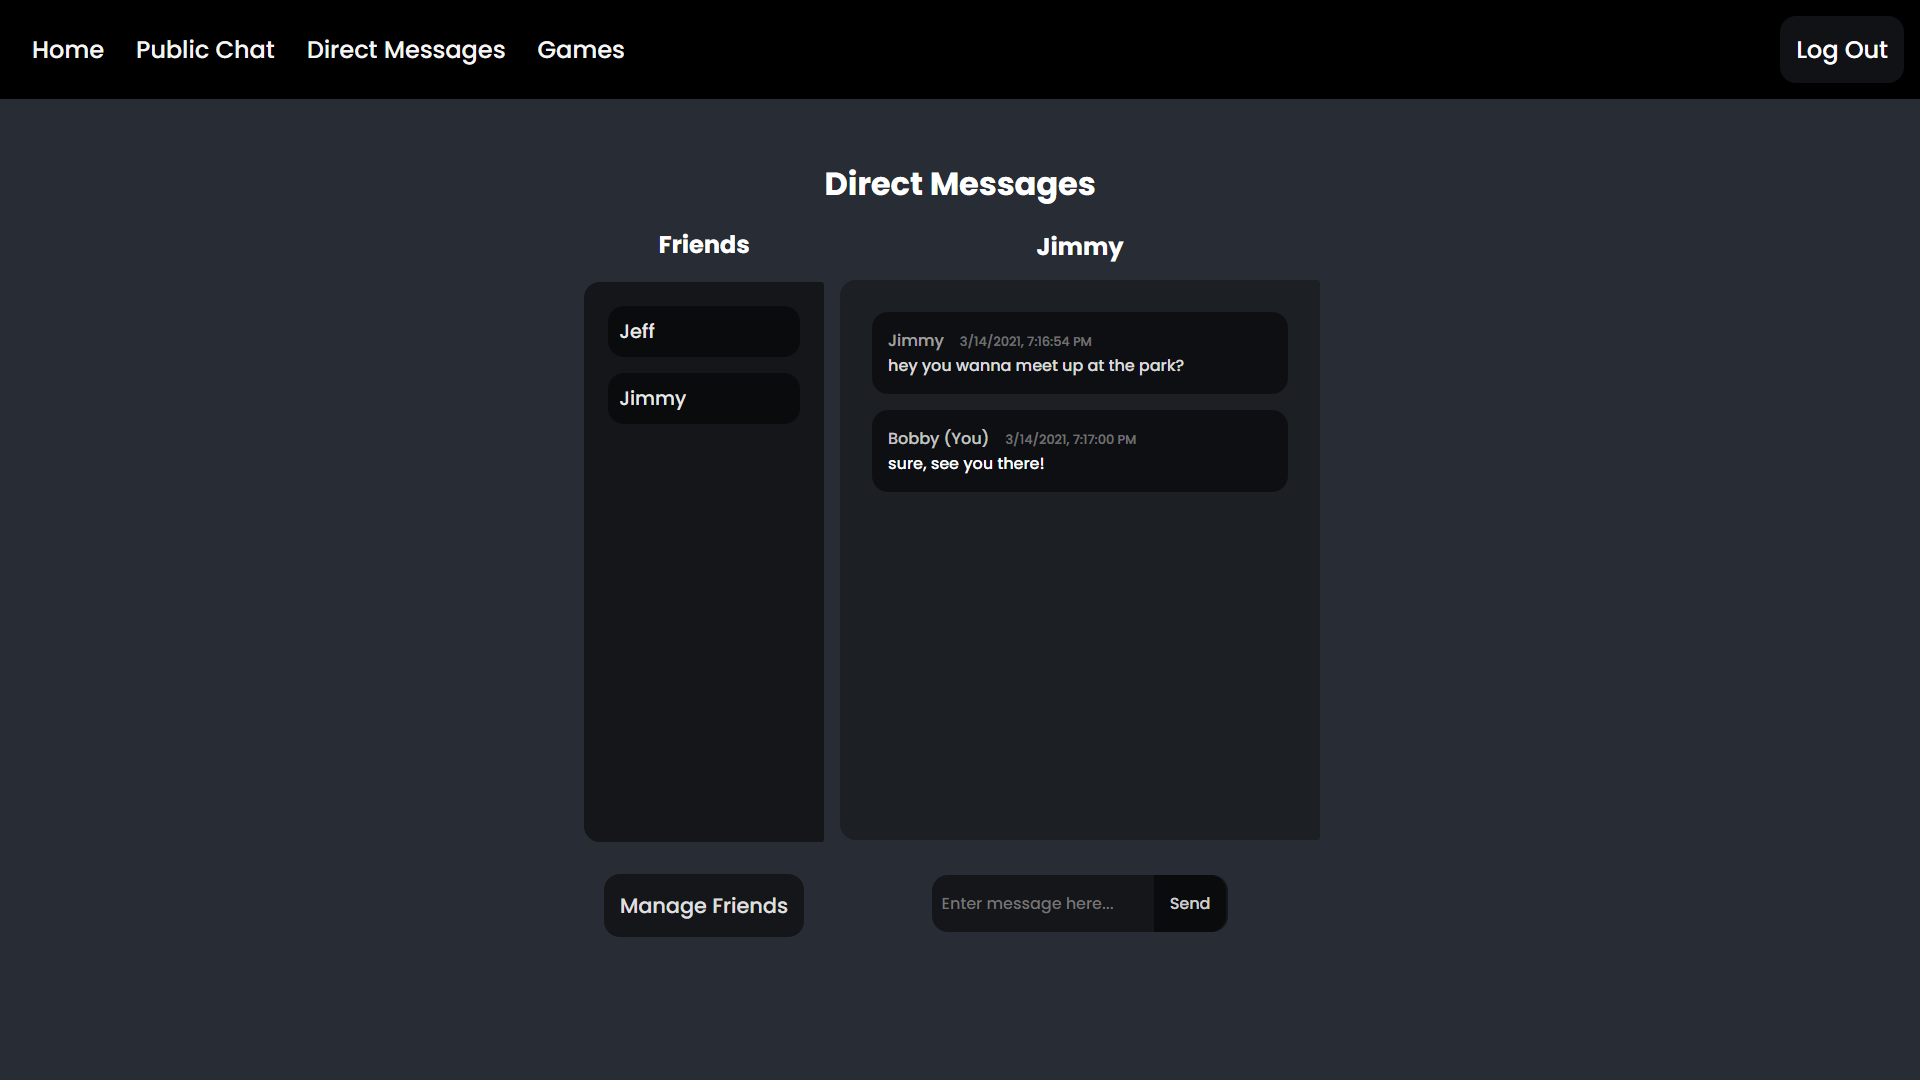 Home Public Chat Direct Messages Games Log Out
Direct Messages
Friends
Jeff
Jimmy
Manage Friends
Jimmy
Jimmy 3/14/2021, 7:16:54 PM
hey you wanna meet up at the park?
Bobby (You) 3/14/2021, 7:17:00 PM
sure, see you there!
Enter message here... Send